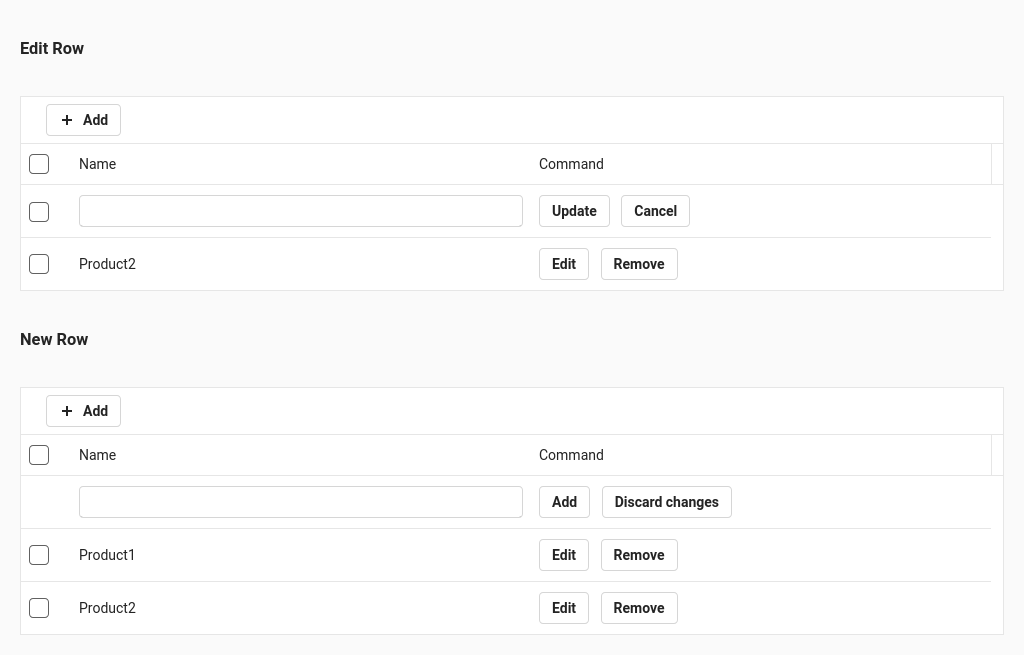 Edit Row
Add
Name Command
Update Cancel
Product2 Edit Remove
New Row
Add
Name Command
Add Discard changes
Product1 Edit Remove
Product2 Edit Remove